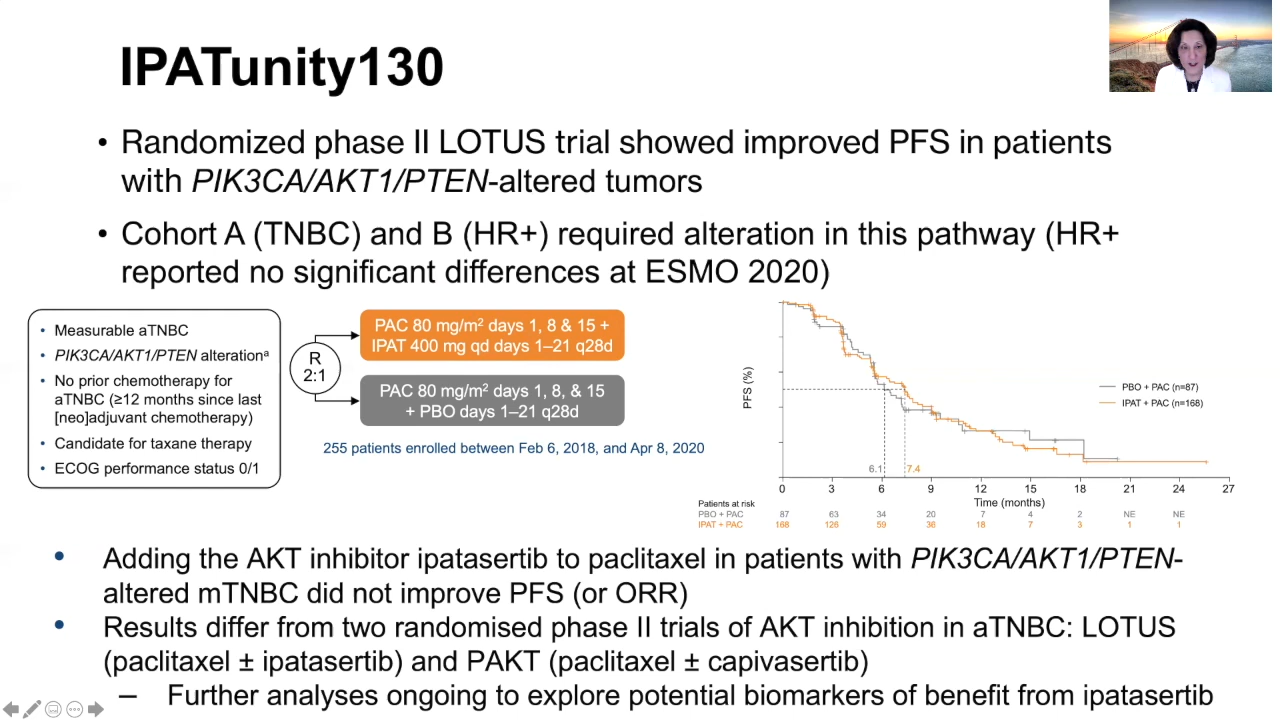 IPATunity130
• Randomized phase II LOTUS trial showed improved PFS in patients
with PIK3CA/AKT1/PTEN-altered tumors
• Cohort A (TNBC) and B (HR+) required alteration in this pathway (HR+
reported no significant differences at ESMO 2020)
• Measurable aTNBC
• PIK3CA/AKT1/PTEN alterationᵃ
• No prior chemotherapy for
aTNBC (≥12 months since last
[neo]adjuvant chemotherapy)
• Candidate for taxane therapy
• ECOG performance status 0/1
R
2:1
PAC 80 mg/m² days 1, 8 & 15 +
IPAT 400 mg qd days 1–21 q28d
PAC 80 mg/m² days 1, 8, & 15
+ PBO days 1–21 q28d
255 patients enrolled between Feb 6, 2018, and Apr 8, 2020
PFS (%)
PBO + PAC (n=87)
IPAT + PAC (n=168)
6.1 7.4
0 3 6 9 12 15 18 21 24 27
Time (months)
Patients at risk
PBO + PAC 87 63 34 20 7 4 2 NE NE
IPAT + PAC 168 126 59 36 18 7 3 1 1
• Adding the AKT inhibitor ipatasertib to paclitaxel in patients with PIK3CA/AKT1/PTEN-
altered mTNBC did not improve PFS (or ORR)
• Results differ from two randomised phase II trials of AKT inhibition in aTNBC: LOTUS
(paclitaxel ± ipatasertib) and PAKT (paclitaxel ± capivasertib)
– Further analyses ongoing to explore potential biomarkers of benefit from ipatasertib